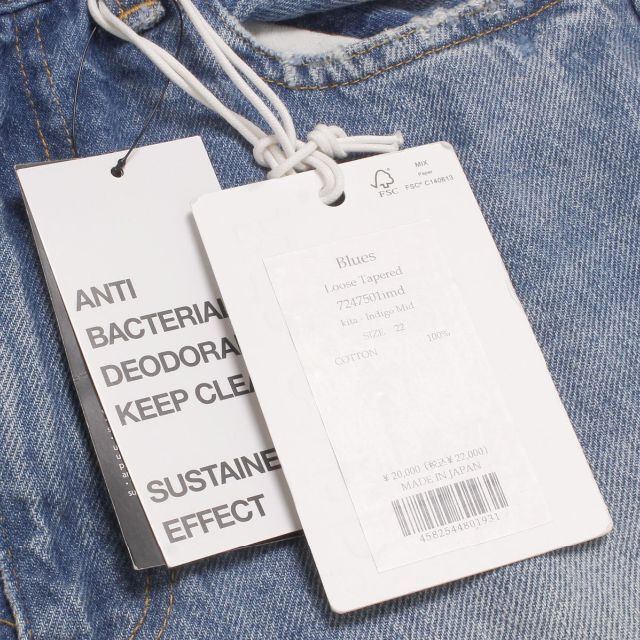 MIX
Paper
FSC® C140813
FSC
Blues
Loose Tapered
7247501imd
kita - Indigo Mid
SIZE 22
COTTON 100%
¥ 20,000 (税込¥ 22,000)
MADE IN JAPAN
4582544801931
ANTI
BACTERIAL
DEODORA
KEEP CLEA
SUSTAINE
EFFECT